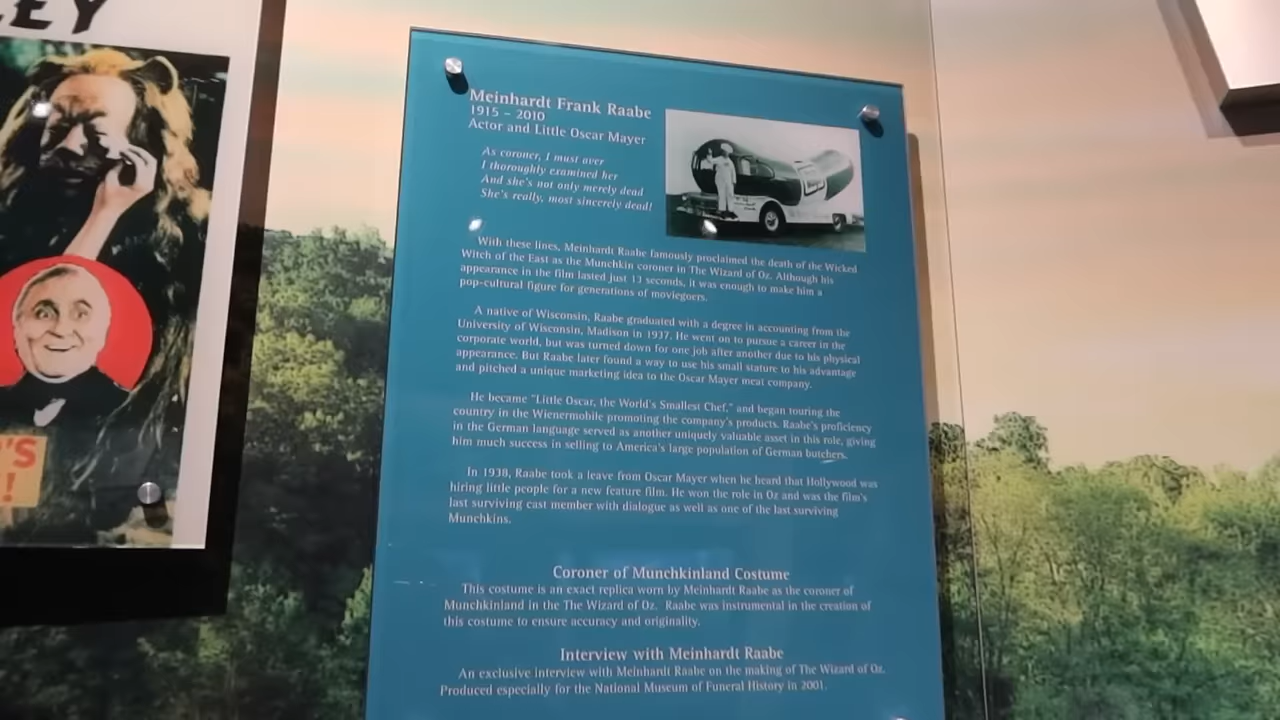 EY
'S
!
Meinhardt Frank Raabe
1915 – 2010
Actor and Little Oscar Mayer
As coroner, I must aver
I thoroughly examined her
And she's not only merely dead
She's really, most sincerely dead!
With these lines, Meinhardt Raabe famously proclaimed the death of the Wicked
Witch of the East as the Munchkin coroner in The Wizard of Oz. Although his
appearance in the film lasted just 13 seconds, it was enough to make him a
pop-cultural figure for generations of moviegoers.
A native of Wisconsin, Raabe graduated with a degree in accounting from the
University of Wisconsin, Madison in 1937. He went on to pursue a career in the
corporate world, but was turned down for one job after another due to his physical
appearance. But Raabe later found a way to use his small stature to his advantage
and pitched a unique marketing idea to the Oscar Mayer meat company.
He became "Little Oscar, the World's Smallest Chef," and began touring the
country in the Wienermobile promoting the company's products. Raabe's proficiency
in the German language served as another uniquely valuable asset in this role, giving
him much success in selling to America's large population of German butchers.
In 1938, Raabe took a leave from Oscar Mayer when he heard that Hollywood was
hiring little people for a new feature film. He won the role in Oz and was the film's
last surviving cast member with dialogue as well as one of the last surviving
Munchkins.
Coroner of Munchkinland Costume
This costume is an exact replica worn by Meinhardt Raabe as the coroner of
Munchkinland in the The Wizard of Oz. Raabe was instrumental in the creation of
this costume to ensure accuracy and originality.
Interview with Meinhardt Raabe
An exclusive interview with Meinhardt Raabe on the making of The Wizard of Oz.
Produced especially for the National Museum of Funeral History in 2001.